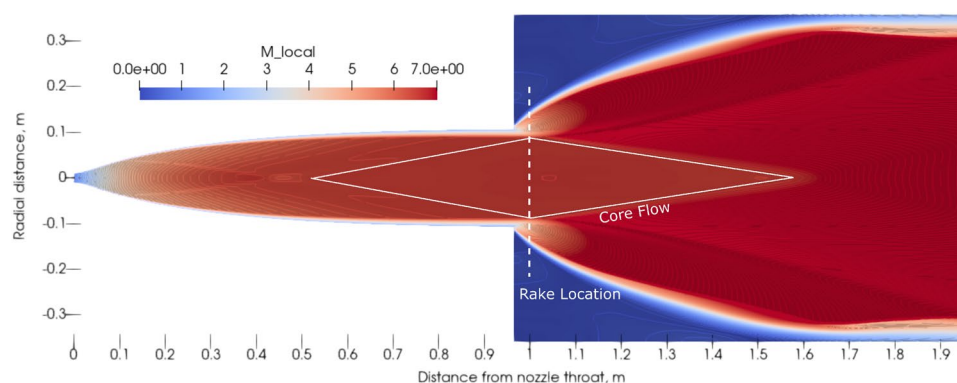 M_local
0.0e+00 1 2 3 4 5 6 7.0e+00
Radial distance, m
0.3
0.2
0.1
0
-0.1
-0.2
-0.3
Core Flow
Rake Location
0 0.1 0.2 0.3 0.4 0.5 0.6 0.7 0.8 0.9 1 1.1 1.2 1.3 1.4 1.5 1.6 1.7 1.8 1.9
Distance from nozzle throat, m